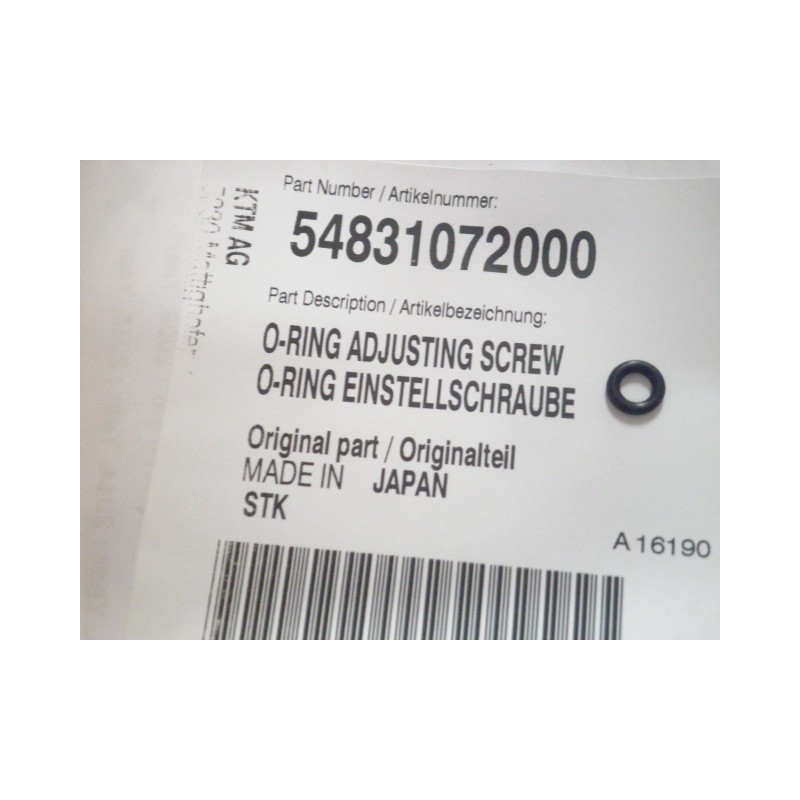 KTM AG
Part Number / Artikelnummer:
54831072000
Part Description / Artikelbezeichnung:
O-RING ADJUSTING SCREW
O-RING EINSTELLSCHRAUBE
Original part / Originalteil
MADE IN JAPAN
STK
A 16190